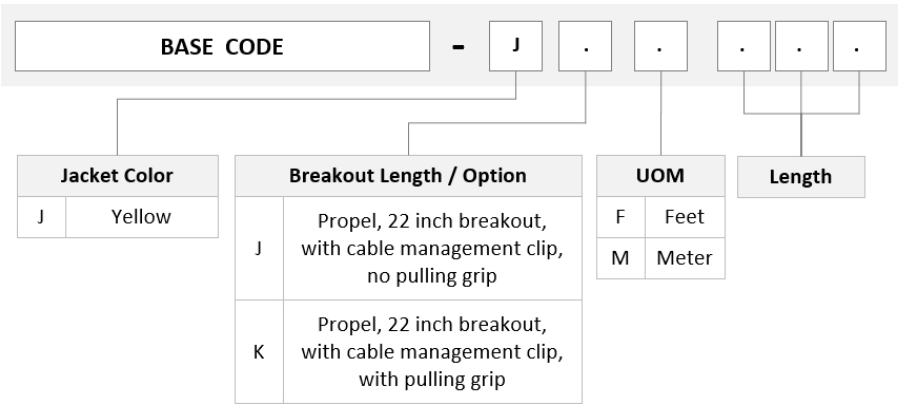 BASE CODE - J . . . . .
Jacket Color
J Yellow
Breakout Length / Option
J Propel, 22 inch breakout,
with cable management clip,
no pulling grip
K Propel, 22 inch breakout,
with cable management clip,
with pulling grip
UOM
F Feet
M Meter
Length